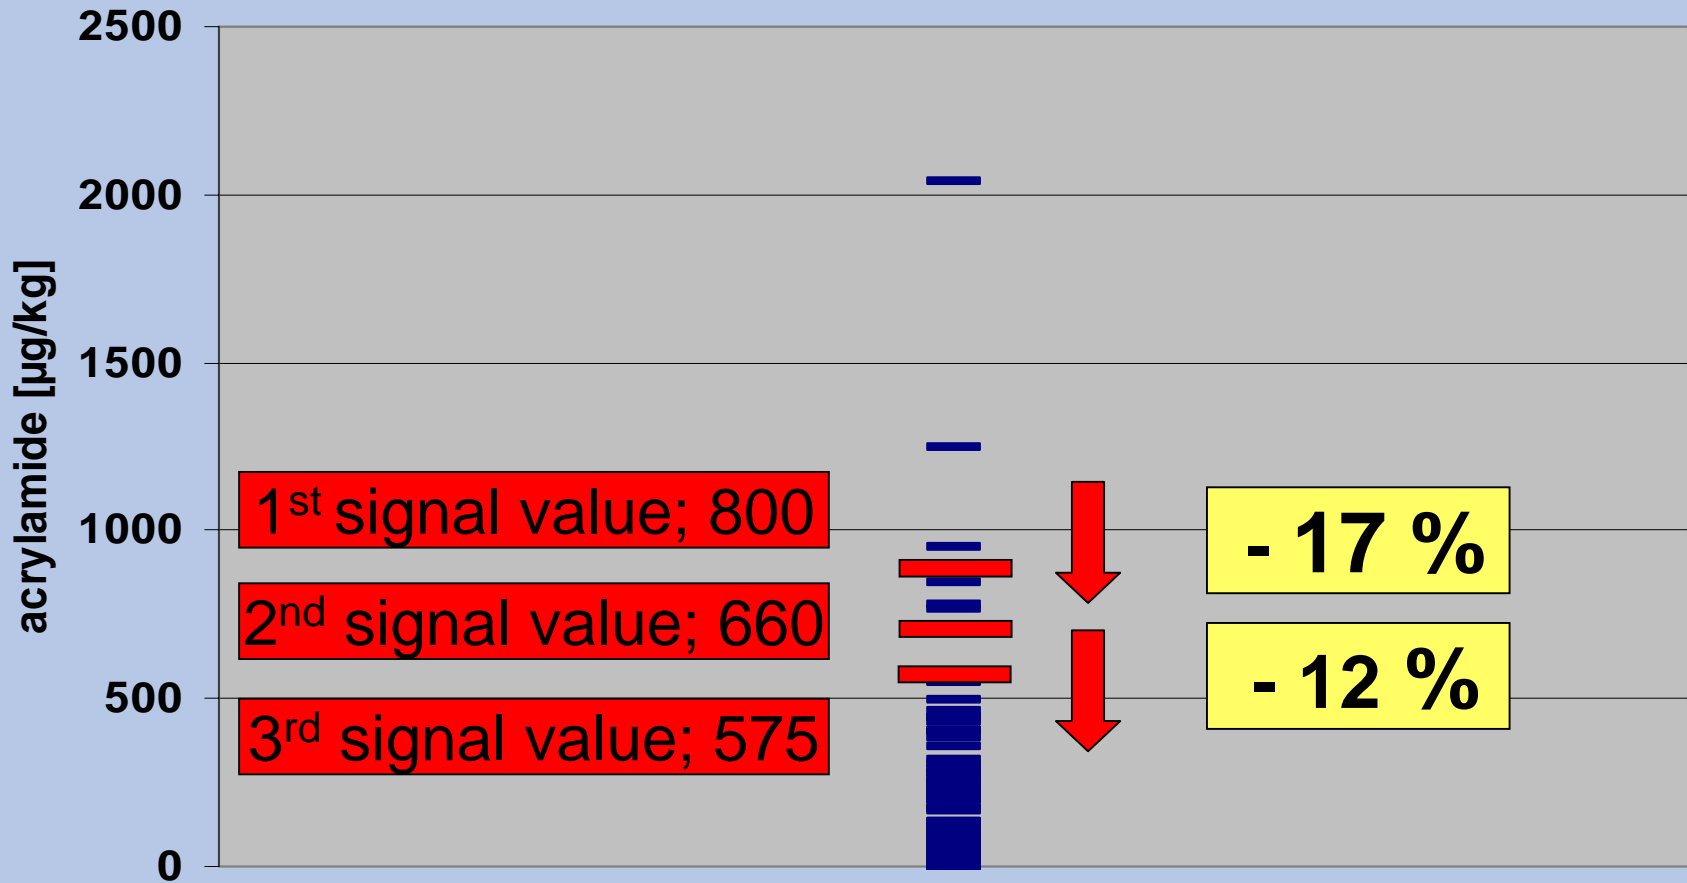 2500
2000
1500
1000
500
0
acrylamide [µg/kg]
1st signal value; 800
2nd signal value; 660
3rd signal value; 575
- 17 %
- 12 %